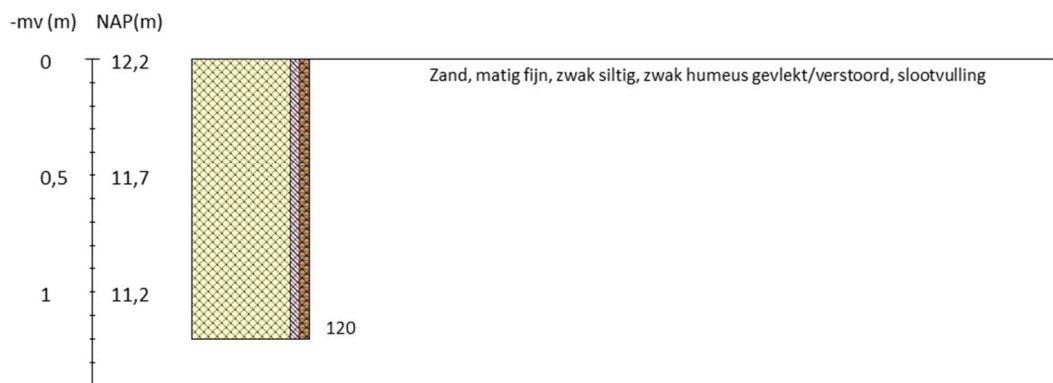 -mv (m) NAP(m)
0 12,2
Zand, matig fijn, zwak siltig, zwak humeus gevlekt/verstoord, slootvulling
0,5 11,7
1 11,2
120